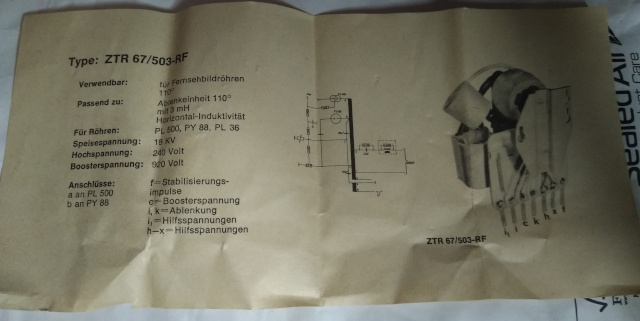 Type: ZTR 67/503-RF
Verwendbar: für Fernsehbildröhren
110°
Passend zu: Ablenkeinheit 110°
mit 3 mH
Horizontal-Induktivität
Für Röhren: PL 500, PY 88, PL 36
Speisespannung: 18 KV
Hochspannung: 240 Volt
Boosterspannung: 920 Volt
Anschlüsse: f=Stabilisierungs-
a an PL 500 impulse
b an PY 88 c=Boosterspannung
i, k=Ablenkung
i₁=Hilfsspannungen
h-x=Hilfsspannungen
ZTR 67/503-RF